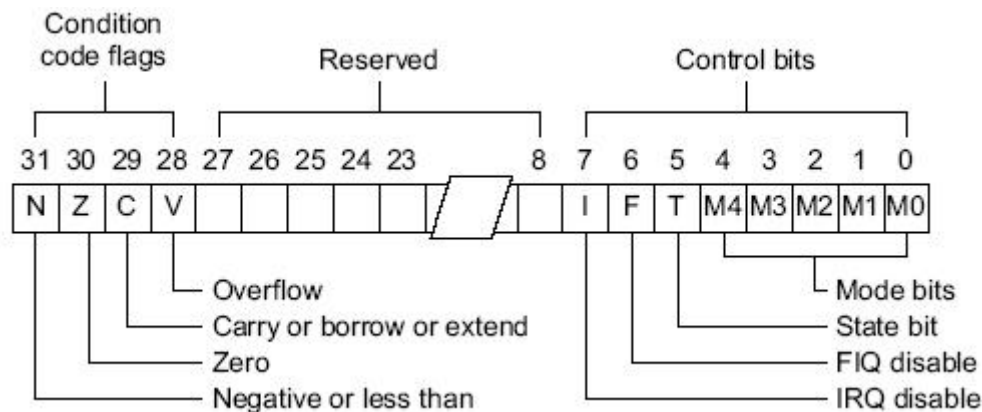 Condition
code flags
Reserved
Control bits
31 30 29 28 27 26 25 24 23 8 7 6 5 4 3 2 1 0
N Z C V I F T M4 M3 M2 M1 M0
Overflow
Mode bits
Carry or borrow or extend
State bit
Zero
FIQ disable
Negative or less than
IRQ disable